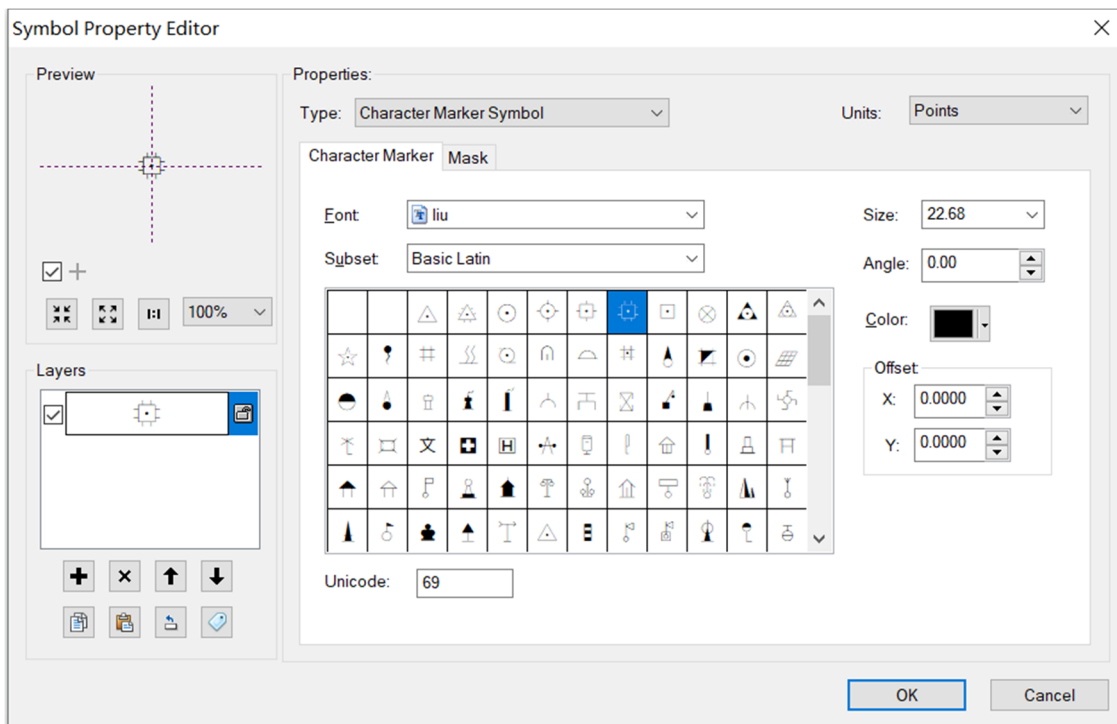 Symbol Property Editor
Preview
100%
Layers
Properties:
Type: Character Marker Symbol
Units: Points
Character Marker
Mask
Font: liu
Size: 22.68
Subset: Basic Latin
Angle: 0.00
Color:
Offset
X: 0.0000
Y: 0.0000
文
H
Unicode: 69
OK
Cancel